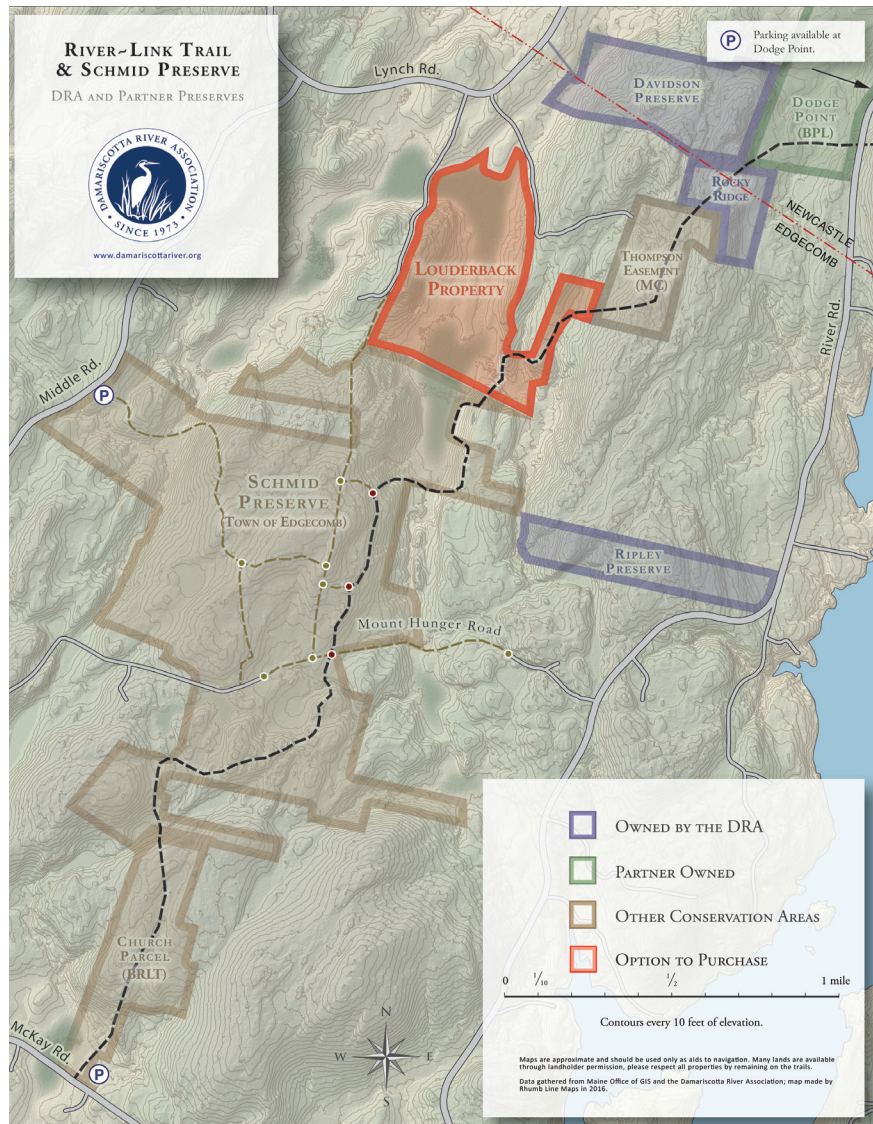 River~Link Trail
& Schmid Preserve
DRA and Partner Preserves
DAMARISCOTTA RIVER ASSOCIATION
• SINCE 1973 •
www.damariscottariver.org
P
Parking available at
Dodge Point.
Lynch Rd.
Davidson
Preserve
Dodge
Point
(BPL)
Rocky
Ridge
NEWCASTLE
EDGECOMB
Thompson
Easement
(MC)
Louderback
Property
River Rd.
Middle Rd.
P
Schmid
Preserve
(Town of Edgecomb)
Ripley
Preserve
Mount Hunger Road
Church
Parcel
(BRLT)
McKay Rd.
P
N
W E
S
Owned by the DRA
Partner Owned
Other Conservation Areas
Option to Purchase
0 1/10 1/2 1 mile
Contours every 10 feet of elevation.
Maps are approximate and should be used only as aids to navigation. Many lands are available
through landholder permission, please respect all properties by remaining on the trails.
Data gathered from Maine Office of GIS and the Damariscotta River Association; map made by
Rhumb Line Maps in 2016.